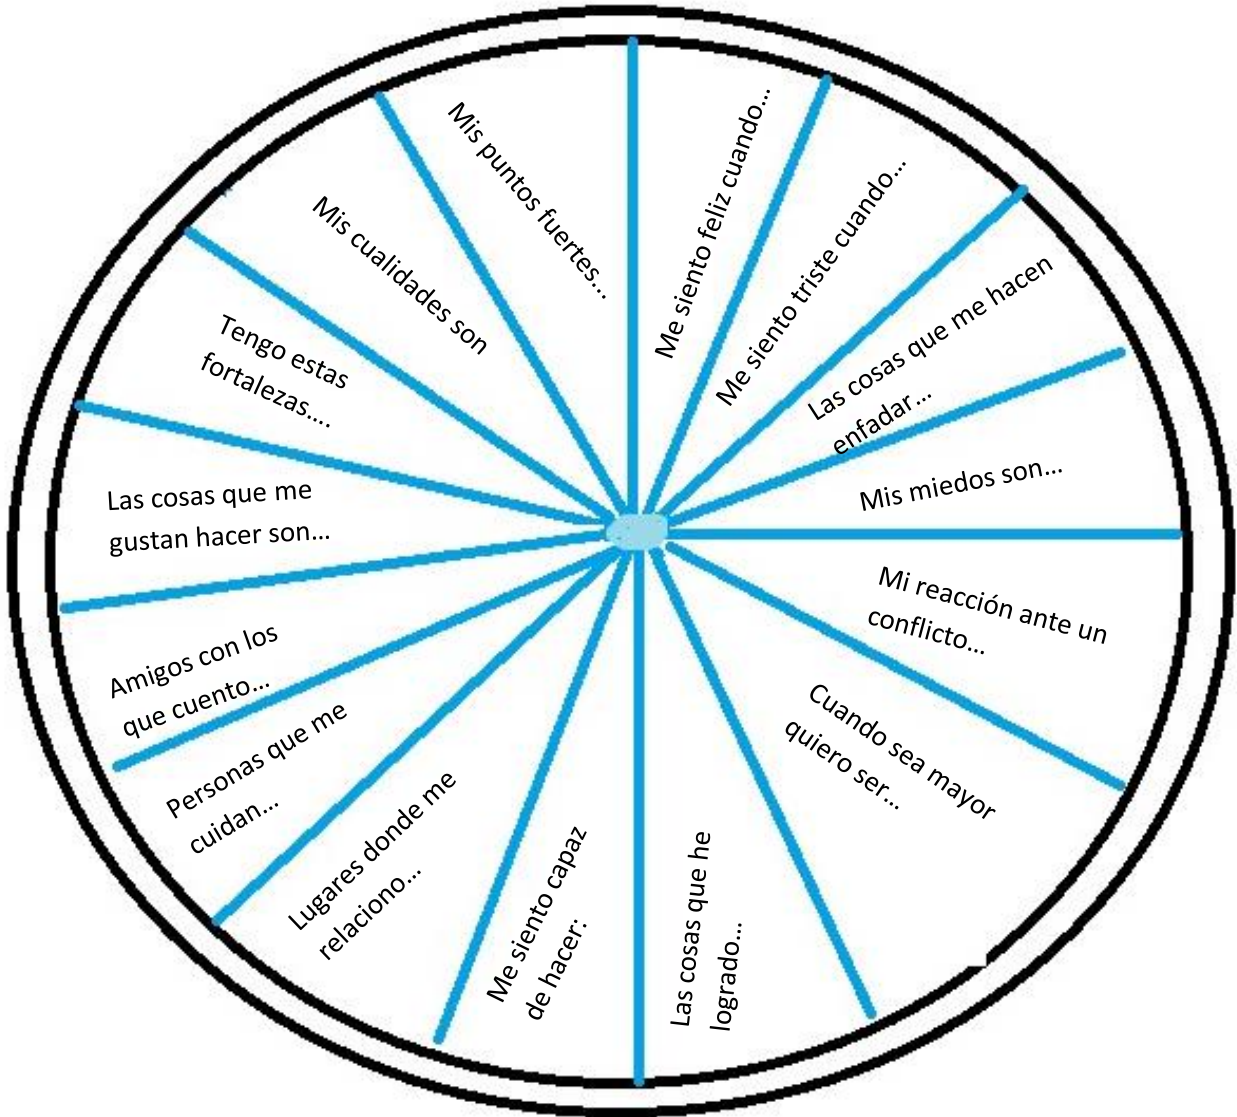 Me siento feliz cuando...
Me siento triste cuando...
Las cosas que me hacen
enfadar...
Mis miedos son...
Mi reacción ante un
conflicto...
Cuando sea mayor
quiero ser...
Las cosas que he
logrado...
Me siento capaz
de hacer:
Lugares donde me
relaciono...
Personas que me
cuidan...
Amigos con los
que cuento...
Las cosas que me
gustan hacer son...
Tengo estas
fortalezas....
Mis cualidades son
Mis puntos fuertes...